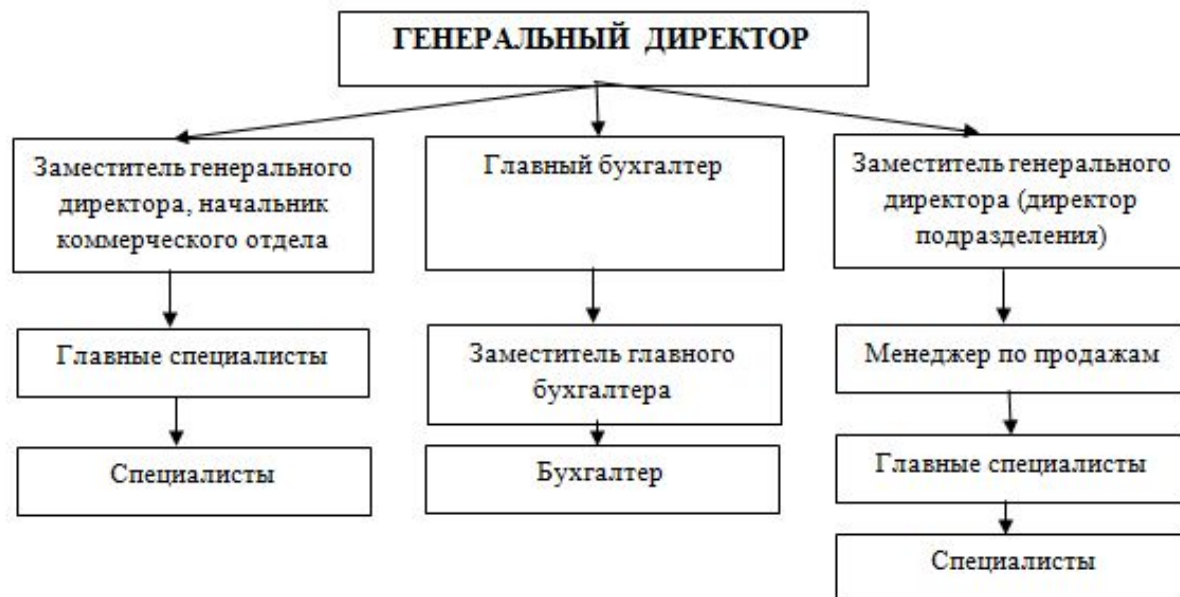 ГЕНЕРАЛЬНЫЙ ДИРЕКТОР
Заместитель генерального
директора, начальник
коммерческого отдела
Главный бухгалтер
Заместитель генерального
директора (директор
подразделения)
Главные специалисты
Заместитель главного
бухгалтера
Менеджер по продажам
Специалисты
Бухгалтер
Главные специалисты
Специалисты